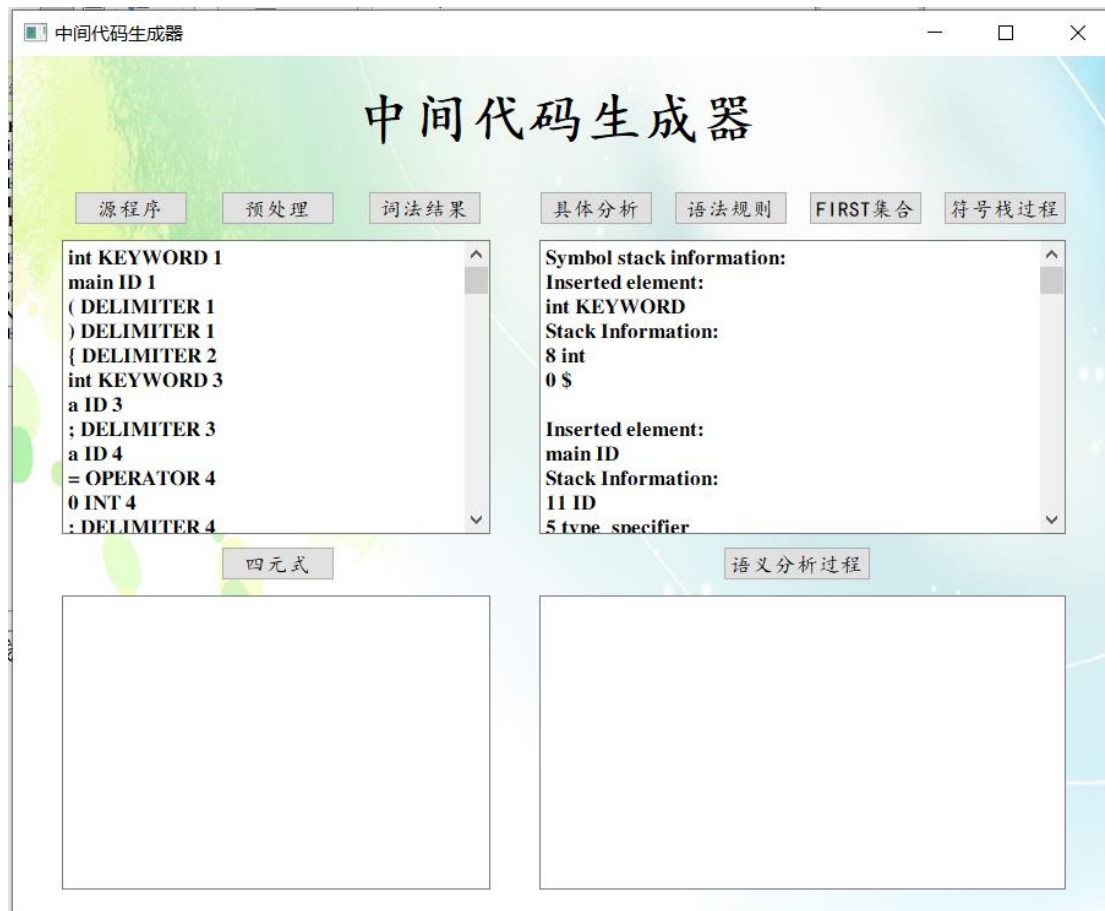 中间代码生成器
中间代码生成器
源程序 预处理 词法结果 具体分析 语法规则 FIRST集合 符号栈过程
int KEYWORD 1
main ID 1
( DELIMITER 1
) DELIMITER 1
{ DELIMITER 2
int KEYWORD 3
a ID 3
; DELIMITER 3
a ID 4
= OPERATOR 4
0 INT 4
; DELIMITER 4
Symbol stack information:
Inserted element:
int KEYWORD
Stack Information:
8 int
0 $
Inserted element:
main ID
Stack Information:
11 ID
5 type_specifier
四元式 语义分析过程